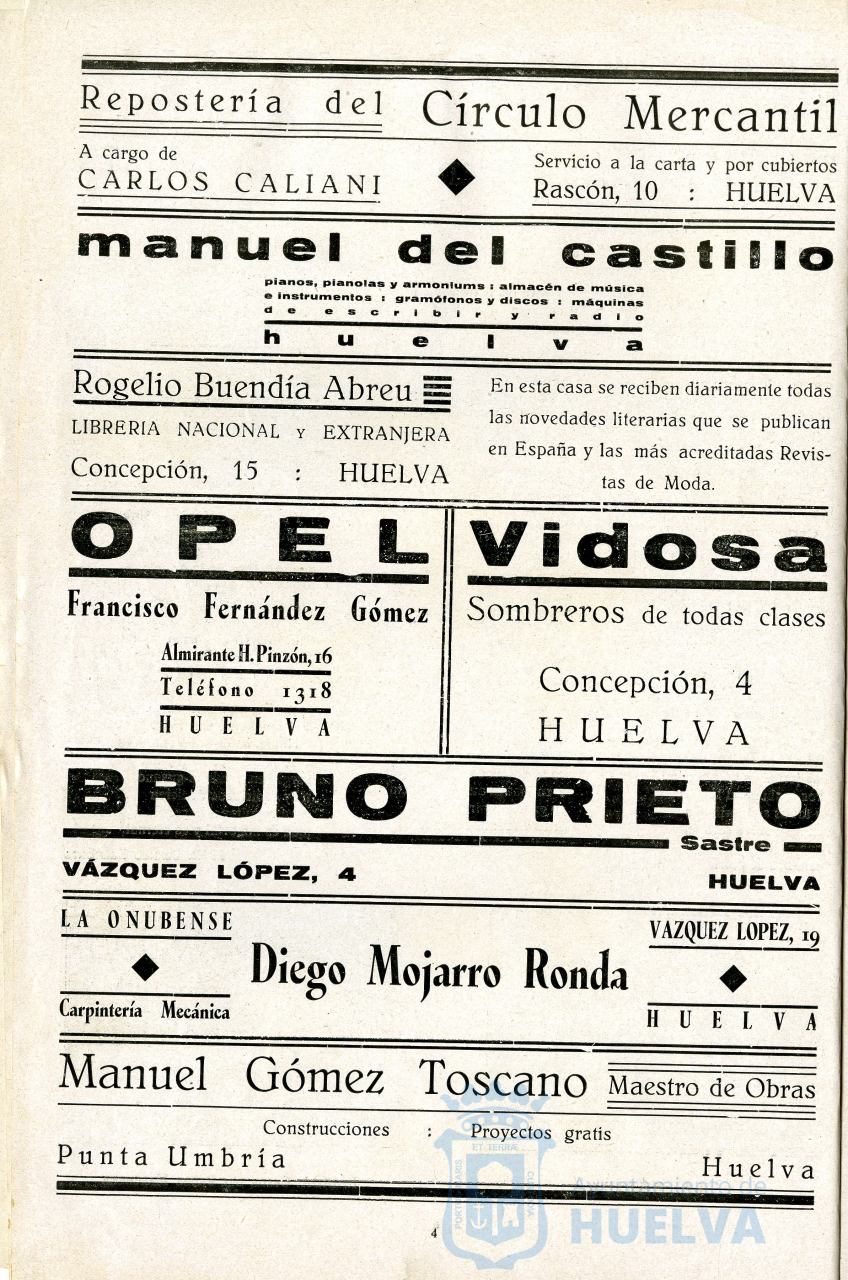 Repostería del Círculo Mercantil
A cargo de
CARLOS CALIANI
Servicio a la carta y por cubiertos
Rascón, 10 : HUELVA
manuel del castillo
pianos, pianolas y armoniums : almacén de música
e instrumentos : gramófonos y discos : máquinas
de escribir y radio
huelva
Rogelio Buendía Abreu
LIBRERIA NACIONAL Y EXTRANJERA
Concepción, 15 : HUELVA
En esta casa se reciben diariamente todas
las novedades literarias que se publican
en España y las más acreditadas Revis-
tas de Moda.
OPEL
Francisco Fernández Gómez
Almirante H. Pinzón, 16
Teléfono 1318
HUELVA
Vidosa
Sombreros de todas clases
Concepción, 4
HUELVA
BRUNO PRIETO
Sastre
VÁZQUEZ LÓPEZ, 4 HUELVA
LA ONUBENSE
Carpintería Mecánica
Diego Mojarro Ronda
VAZQUEZ LOPEZ, 19
HUELVA
Manuel Gómez Toscano Maestro de Obras
Construcciones : Proyectos gratis
Punta Umbría Huelva
4
ET TERRÆ
PORTUS MARIS
CUSTODIO
Ayuntamiento de
HUELVA